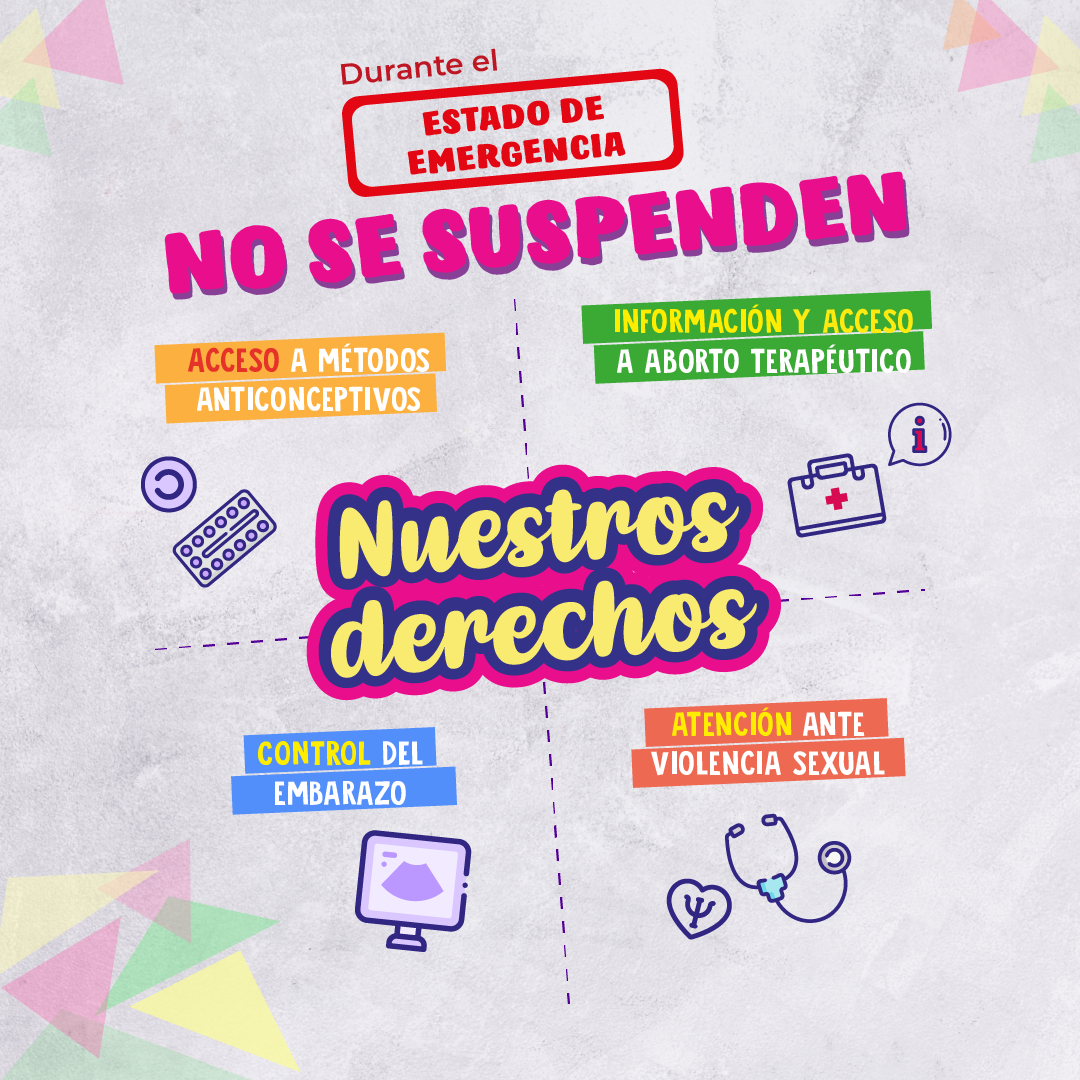 Durante el
ESTADO DE
EMERGENCIA
NO SE SUSPENDEN
ACCESO A MÉTODOS
ANTICONCEPTIVOS
INFORMACIÓN Y ACCESO
A ABORTO TERAPÉUTICO
i
Nuestros
derechos
CONTROL DEL
EMBARAZO
ATENCIÓN ANTE
VIOLENCIA SEXUAL